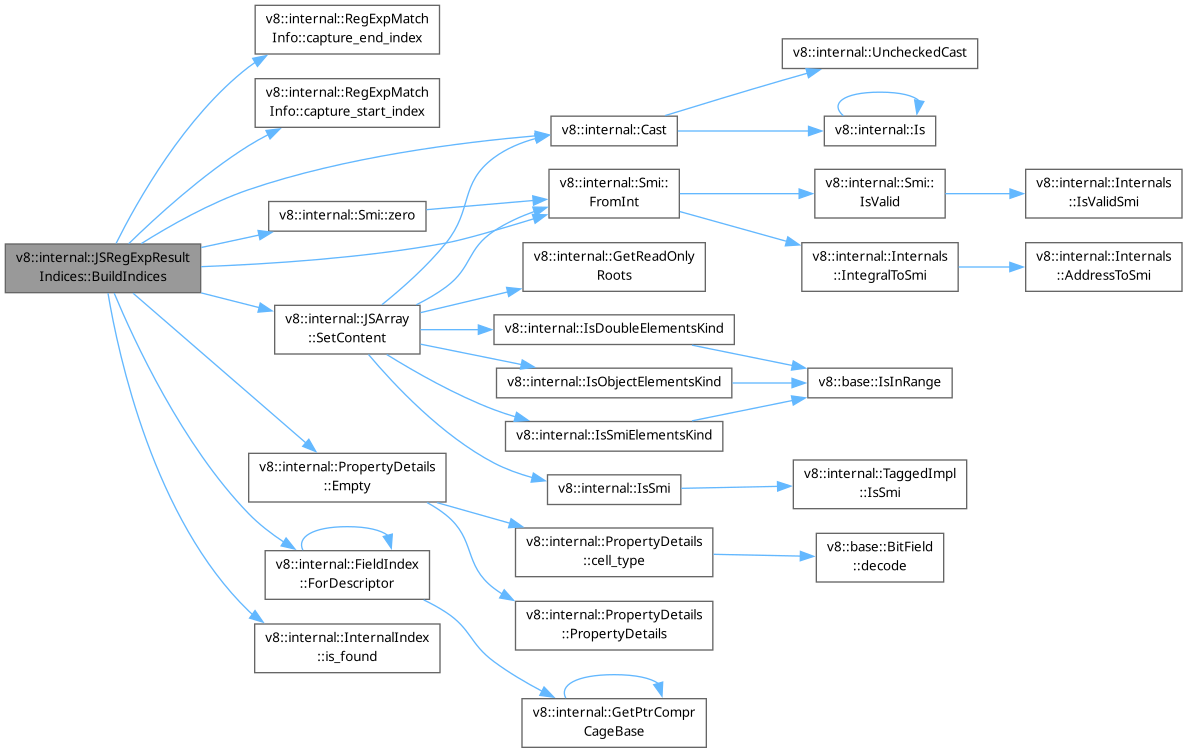 v8::internal::JSRegExpResult
Indices::BuildIndices
v8::internal::RegExpMatch
Info::capture_end_index
v8::internal::RegExpMatch
Info::capture_start_index
v8::internal::Cast
v8::internal::UncheckedCast
v8::internal::Is
v8::internal::Smi::zero
v8::internal::Smi::
FromInt
v8::internal::Smi::
IsValid
v8::internal::Internals
::IsValidSmi
v8::internal::Internals
::IntegralToSmi
v8::internal::Internals
::AddressToSmi
v8::internal::JSArray
::SetContent
v8::internal::GetReadOnly
Roots
v8::internal::IsDoubleElementsKind
v8::internal::IsObjectElementsKind
v8::internal::IsSmiElementsKind
v8::base::IsInRange
v8::internal::IsSmi
v8::internal::TaggedImpl
::IsSmi
v8::internal::PropertyDetails
::Empty
v8::internal::PropertyDetails
::cell_type
v8::base::BitField
::decode
v8::internal::PropertyDetails
::PropertyDetails
v8::internal::FieldIndex
::ForDescriptor
v8::internal::GetPtrCompr
CageBase
v8::internal::InternalIndex
::is_found